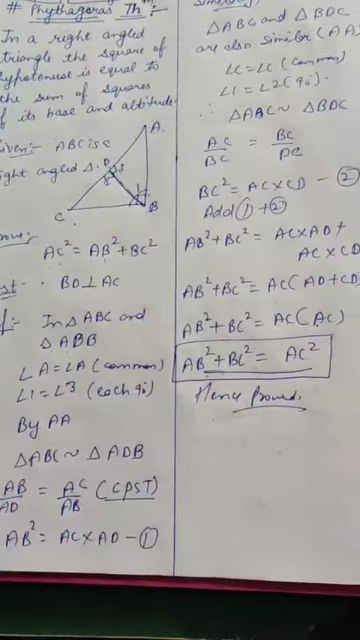 # Phythagoras Th :-
In a right angled
triangle the square of
hypotenuse is equal to
the sum of squares
of its base and altitude.
Given:- ABC is a
right angled Δ.
A
D
3
C
B
Prove:-
AC² = AB² + BC²
BD ⊥ AC
In Δ ABC and
Δ ADB
∠A = ∠A (common)
∠1 = ∠3 (each 90)
By AA
Δ ABC ~ Δ ADB
AB/AD = AC/AB (CPST)
AB² = AC × AD - ①
Similarly
Δ ABC and Δ BDC
are also similar (AA)
∠C = ∠C (common)
∠1 = ∠2 (90)
∴ Δ ABC ~ Δ BDC
AC/BC = BC/DC
BC² = AC × CD - ②
Add ① + ②
AB² + BC² = AC × AD +
AC × CD
AB² + BC² = AC (AD + CD)
AB² + BC² = AC (AC)
AB² + BC² = AC²
Hence proved.